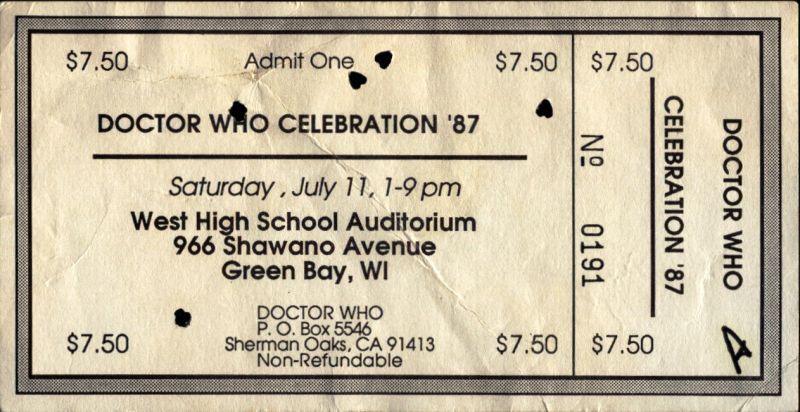 $7.50 Admit One $7.50
DOCTOR WHO CELEBRATION '87
Saturday, July 11, 1-9 pm
West High School Auditorium
966 Shawano Avenue
Green Bay, WI
DOCTOR WHO
P. O. Box 5546
Sherman Oaks, CA 91413
Non-Refundable
$7.50 $7.50
$7.50
DOCTOR WHO
CELEBRATION '87
Nº 0191
$7.50
A